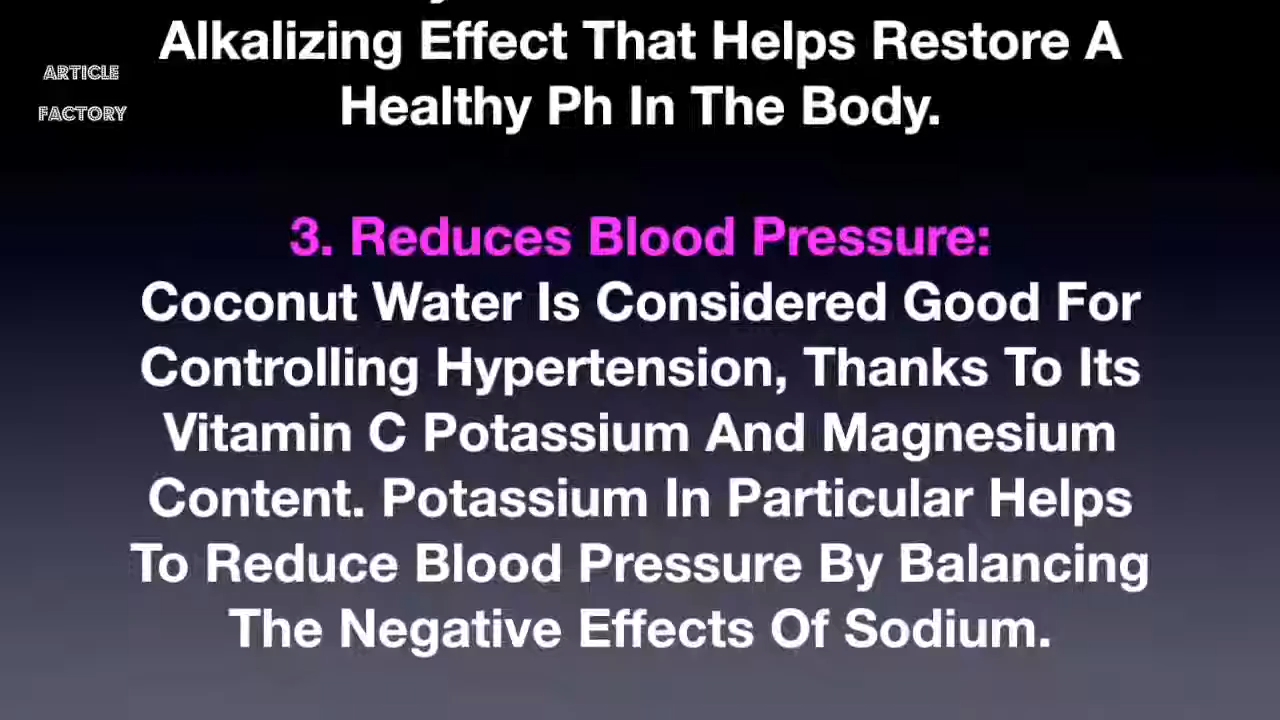 Alkalizing Effect That Helps Restore A
Healthy Ph In The Body.
ARTICLE
FACTORY
3. Reduces Blood Pressure:
Coconut Water Is Considered Good For
Controlling Hypertension, Thanks To Its
Vitamin C Potassium And Magnesium
Content. Potassium In Particular Helps
To Reduce Blood Pressure By Balancing
The Negative Effects Of Sodium.